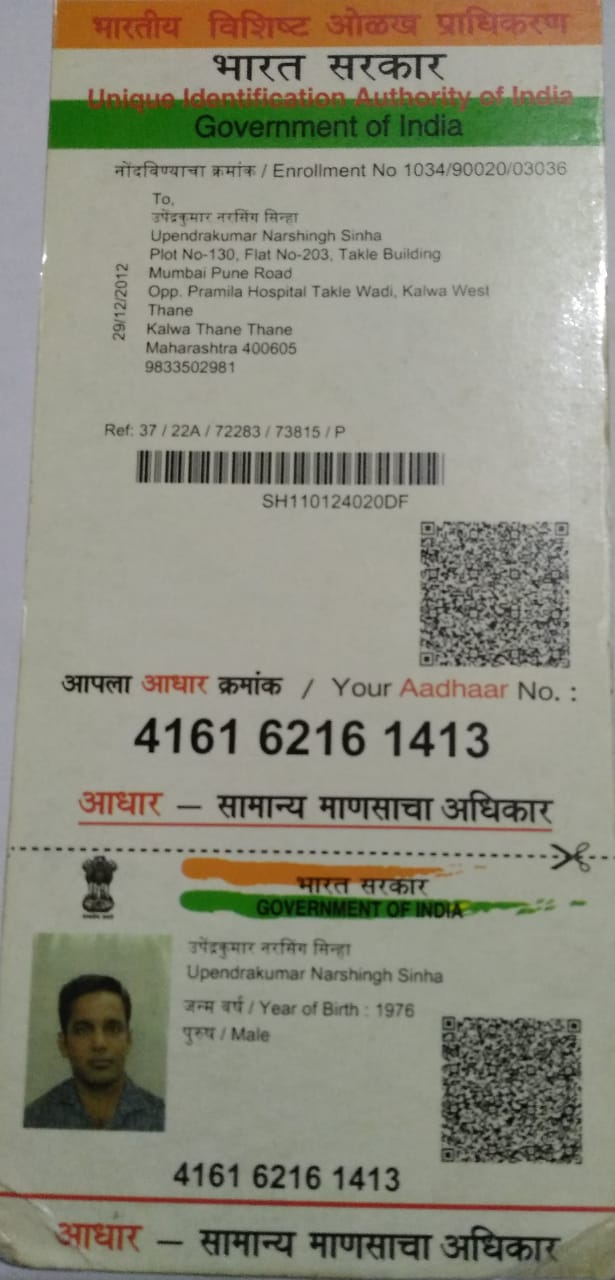 भारतीय विशिष्ट ओळख प्राधिकरण
भारत सरकार
Unique Identification Authority of India
Government of India
नोंदविण्याचा क्रमांक / Enrollment No 1034/90020/03036
To,
उपेंद्रकुमार नरसिंग सिन्हा
Upendrakumar Narshingh Sinha
Plot No-130, Flat No-203, Takle Building
Mumbai Pune Road
Opp. Pramila Hospital Takle Wadi, Kalwa West
Thane
Kalwa Thane Thane
Maharashtra 400605
9833502981
29/12/2012
Ref: 37 / 22A / 72283 / 73815 / P
SH110124020DF
आपला आधार क्रमांक / Your Aadhaar No. :
4161 6216 1413
आधार – सामान्य माणसाचा अधिकार
भारत सरकार
GOVERNMENT OF INDIA
उपेंद्रकुमार नरसिंग सिन्हा
Upendrakumar Narshingh Sinha
जन्म वर्ष / Year of Birth : 1976
पुरुष / Male
4161 6216 1413
आधार – सामान्य माणसाचा अधिकार